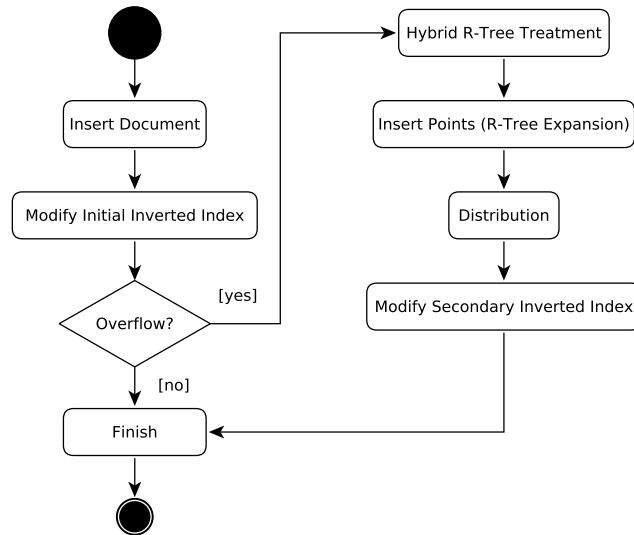 Insert Document
Modify Initial Inverted Index
Overflow?
[yes]
[no]
Finish
Hybrid R-Tree Treatment
Insert Points (R-Tree Expansion)
Distribution
Modify Secondary Inverted Index